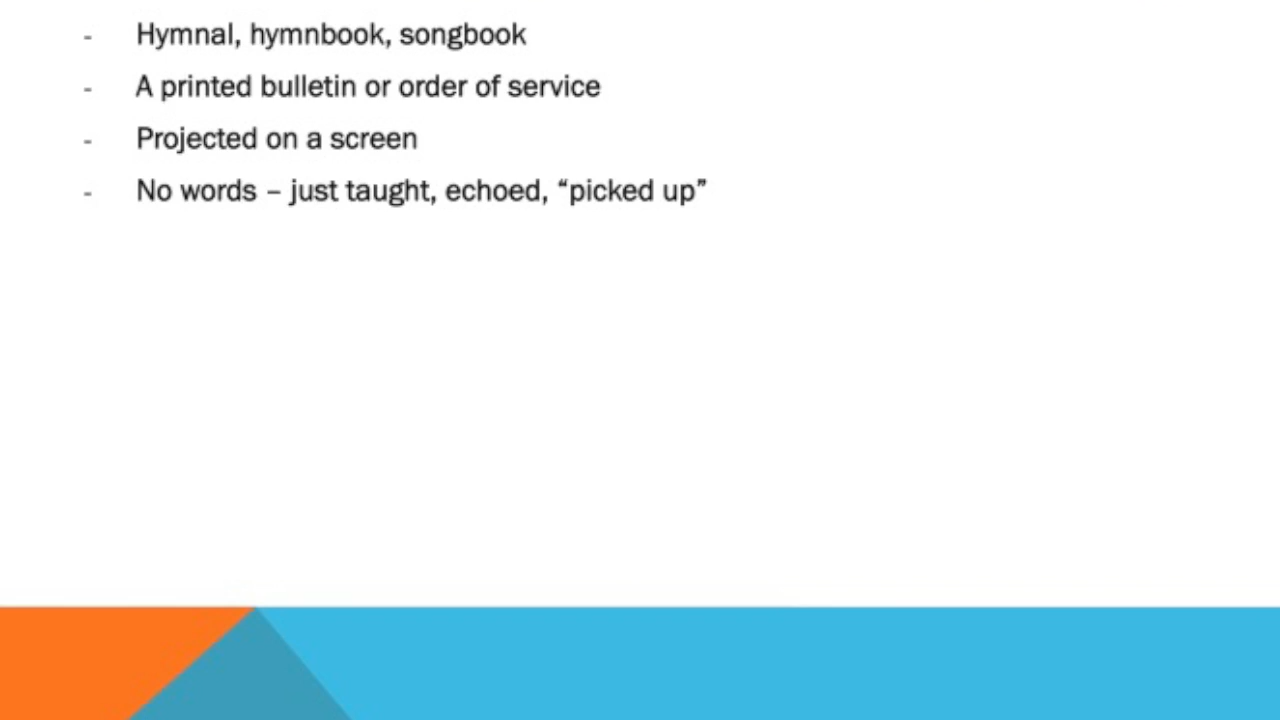 - Hymnal, hymnbook, songbook
- A printed bulletin or order of service
- Projected on a screen
- No words – just taught, echoed, “picked up”